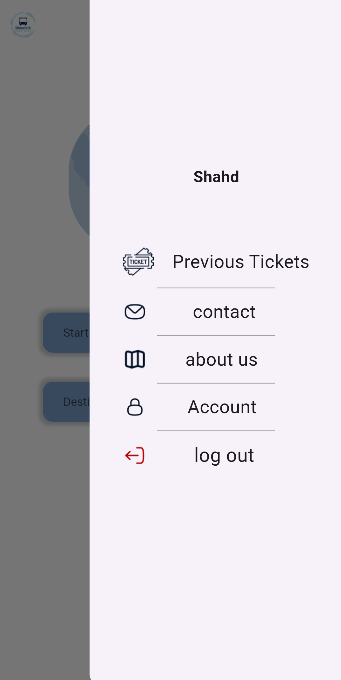 Shahd
TICKET
Previous Tickets
contact
about us
Account
log out
Start
Desti